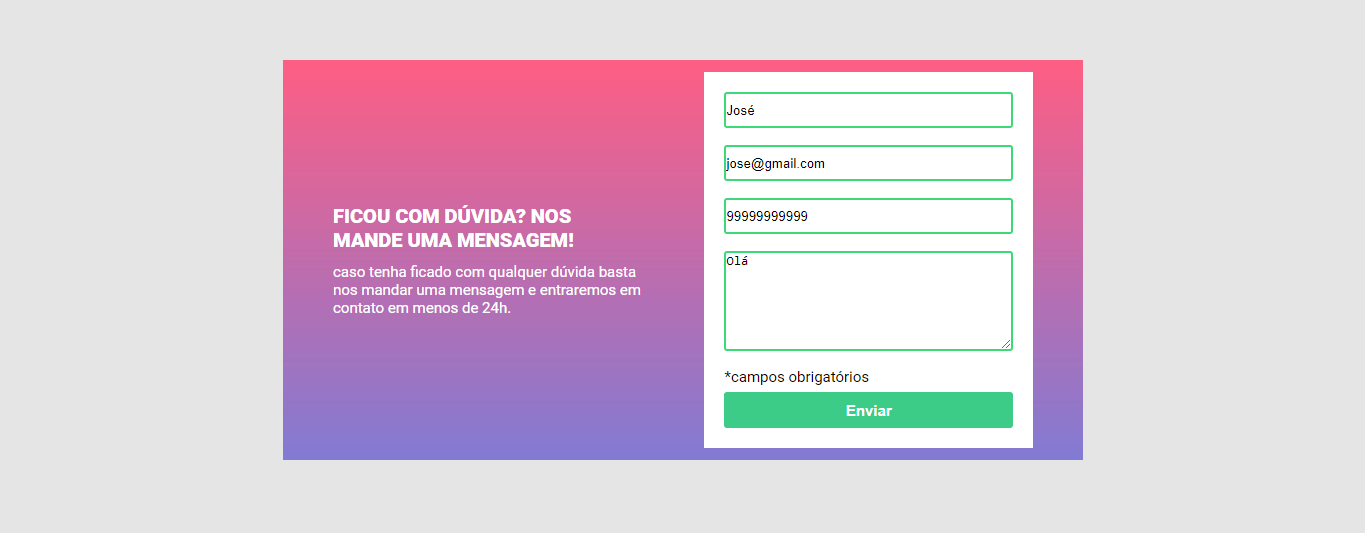 FICOU COM DÚVIDA? NOS
MANDE UMA MENSAGEM!
caso tenha ficado com qualquer dúvida basta
nos mandar uma mensagem e entraremos em
contato em menos de 24h.
José
jose@gmail.com
99999999999
Olá
*campos obrigatórios
Enviar